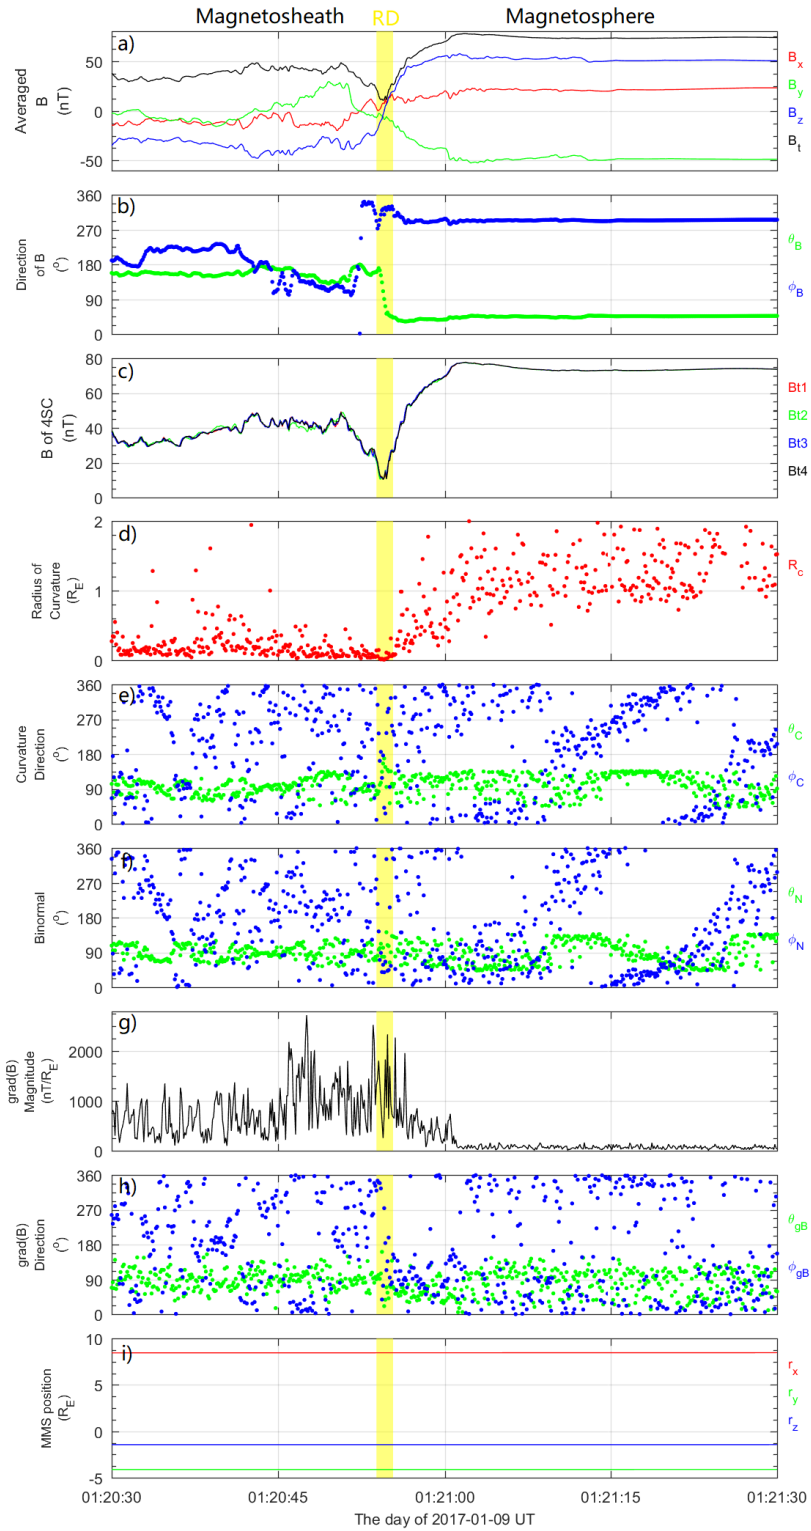 Magnetosheath RD Magnetosphere
a)
Averaged
B
(nT)
50
0
-50
Bx
By
Bz
Bt
b)
Direction
of B
(°)
360
270
180
90
0
θB
ϕB
c)
B of 4SC
(nT)
80
60
40
20
0
Bt1
Bt2
Bt3
Bt4
d)
Radius of
Curvature
(RE)
2
1
0
Rc
e)
Curvature
Direction
(°)
360
270
180
90
0
θC
ϕC
f)
Binormal
(°)
360
270
180
90
0
θN
ϕN
g)
grad(B)
Magnitude
(nT/RE)
2000
1000
0
h)
grad(B)
Direction
(°)
360
270
180
90
0
θgB
ϕgB
i)
MMS position
(RE)
10
5
0
-5
rx
ry
rz
01:20:30 01:20:45 01:21:00 01:21:15 01:21:30
The day of 2017-01-09 UT